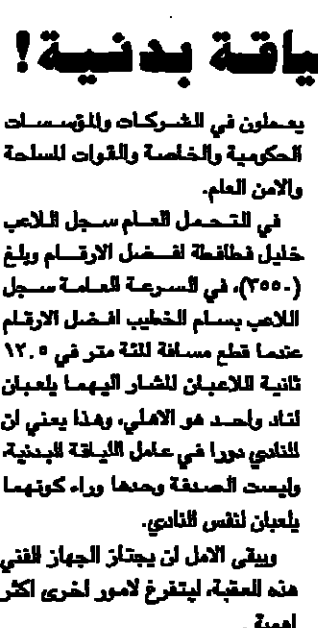 ياقة بدنية!
يعملون في الشركات والمؤسسات
الحكومية والخاصة والقوات المسلحة
والامن العام.
في التحمل العام سجل اللاعب
خليل فطافطة افضل الارقام وبلغ
(٣٥٥٠)، في السرعة العامة سجل
اللاعب بسام الخطيب افضل الارقام
عندما قطع مسافة المئة متر في ١٢.٥
ثانية اللاعبان المشار اليهما يلعبان
لناد واحد هو الاهلي، وهذا يعني ان
للنادي دورا في عامل اللياقة البدنية،
وليست الصدفة وحدها وراء كونهما
يلعبان لنفس النادي.
ويبقى الامل ان يجتاز الجهاز الفني
هذه العقبة، ليتفرغ لامور اخرى اكثر
اهمية.